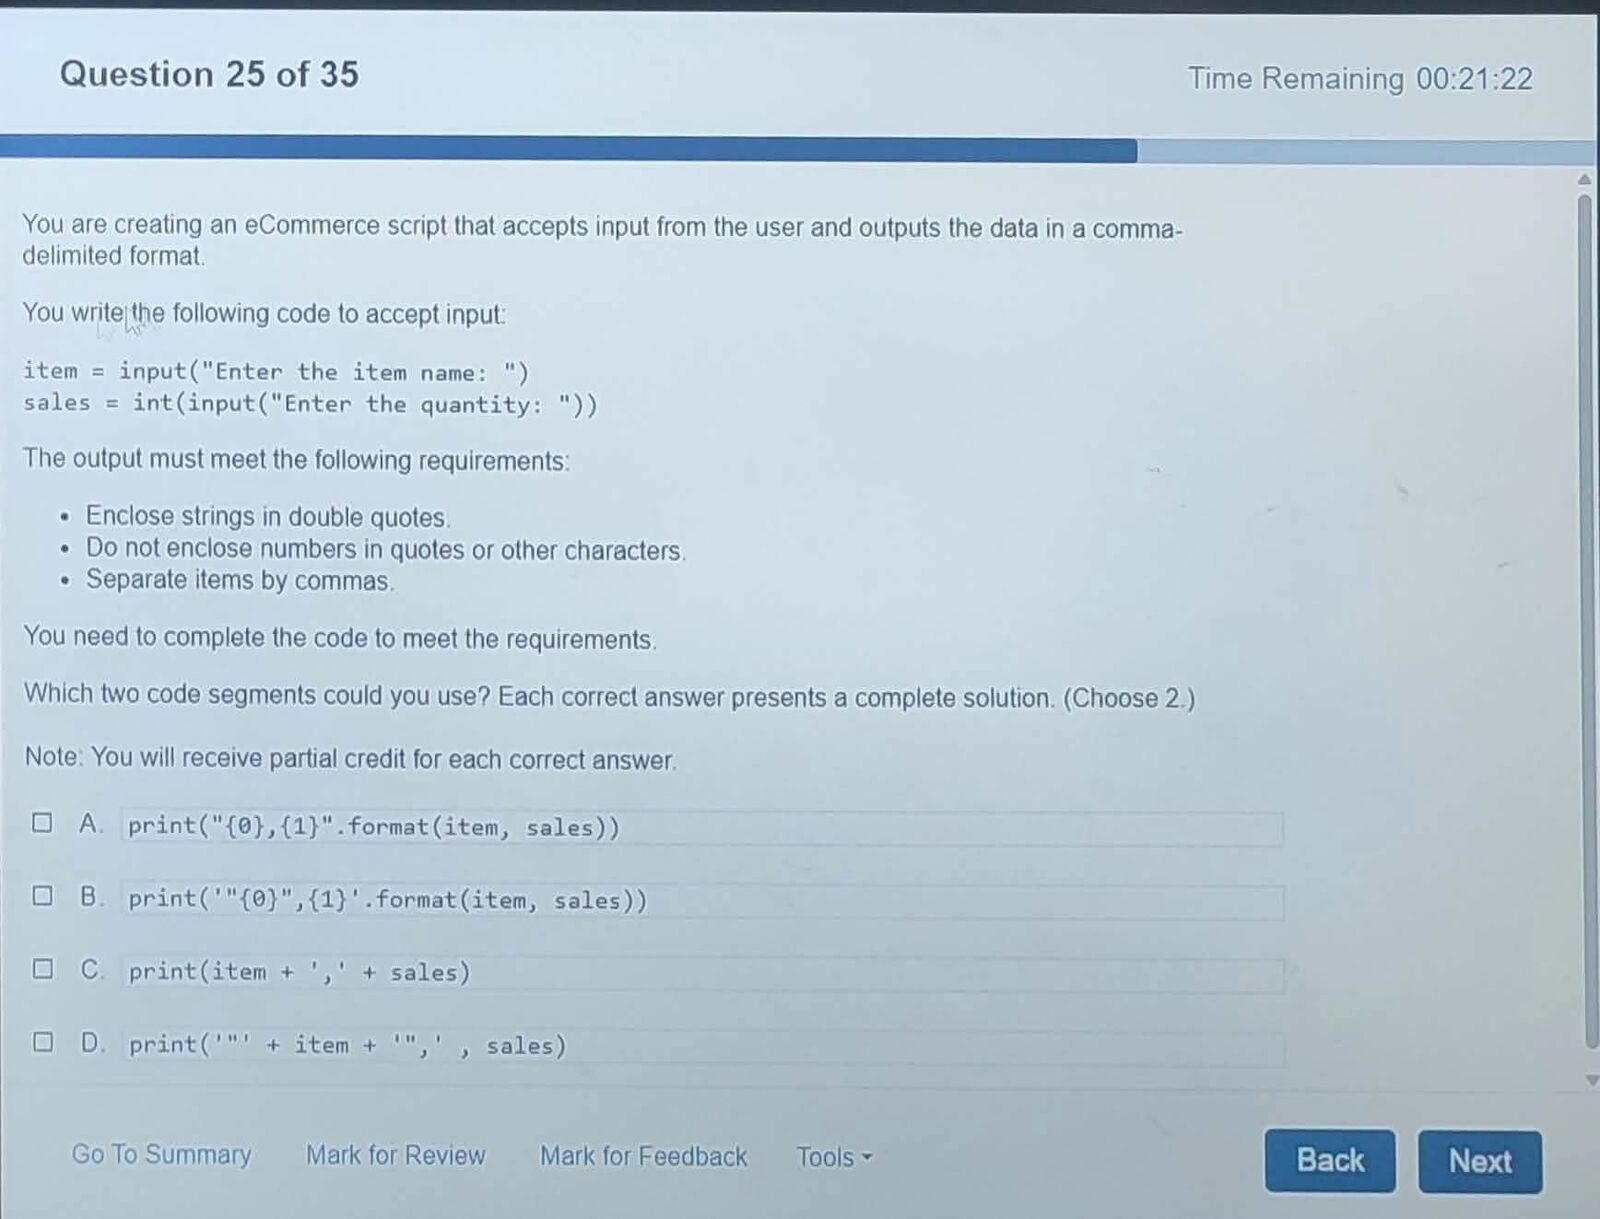 Question 25 of 35
Time Remaining 00:21:22
You are creating an eCommerce script that accepts input from the user and outputs the data in a comma-
delimited format.
You write the following code to accept input:
item = input("Enter the item name: ")
sales = int(input("Enter the quantity: "))
The output must meet the following requirements:
• Enclose strings in double quotes.
• Do not enclose numbers in quotes or other characters.
• Separate items by commas.
You need to complete the code to meet the requirements.
Which two code segments could you use? Each correct answer presents a complete solution. (Choose 2.)
Note: You will receive partial credit for each correct answer.
A. print("{0},{1}".format(item, sales))
B. print('"{0}",{1}'.format(item, sales))
C. print(item + ',' + sales)
D. print('"' + item + '",' , sales)
Go To Summary Mark for Review Mark for Feedback Tools Back Next